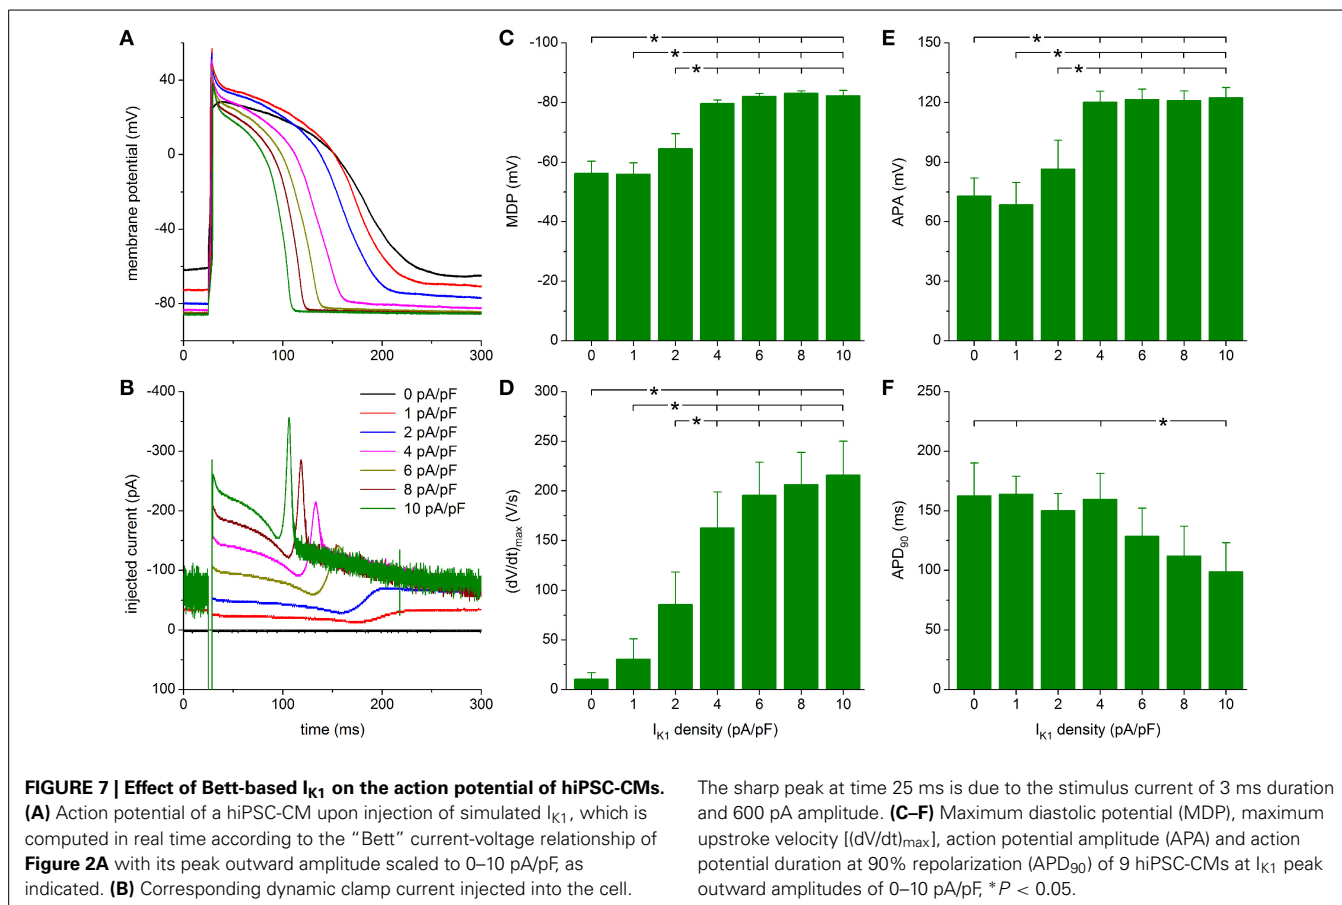 A
membrane potential (mV)
40
0
-40
-80
0
100
200
300
B
injected current (pA)
-400
-300
-200
-100
0
100
0 pA/pF
1 pA/pF
2 pA/pF
4 pA/pF
6 pA/pF
8 pA/pF
10 pA/pF
0
100
200
300
time (ms)
C
MDP (mV)
-100
-80
-60
-40
-20
0
*
*
*
0 1 2 4 6 8 10
D
(dV/dt)max (V/s)
300
250
200
150
100
50
0
*
*
*
0 1 2 4 6 8 10
IK1 density (pA/pF)
E
APA (mV)
150
120
90
60
30
0
*
*
*
0 1 2 4 6 8 10
F
APD90 (ms)
250
200
150
100
50
0
*
0 1 2 4 6 8 10
IK1 density (pA/pF)
FIGURE 7 | Effect of Bett-based IK1 on the action potential of hiPSC-CMs.
(A) Action potential of a hiPSC-CM upon injection of simulated IK1, which is
computed in real time according to the “Bett” current-voltage relationship of
Figure 2A with its peak outward amplitude scaled to 0–10 pA/pF, as
indicated. (B) Corresponding dynamic clamp current injected into the cell.
The sharp peak at time 25 ms is due to the stimulus current of 3 ms duration
and 600 pA amplitude. (C–F) Maximum diastolic potential (MDP), maximum
upstroke velocity [(dV/dt)max], action potential amplitude (APA) and action
potential duration at 90% repolarization (APD90) of 9 hiPSC-CMs at IK1 peak
outward amplitudes of 0–10 pA/pF, *P < 0.05.